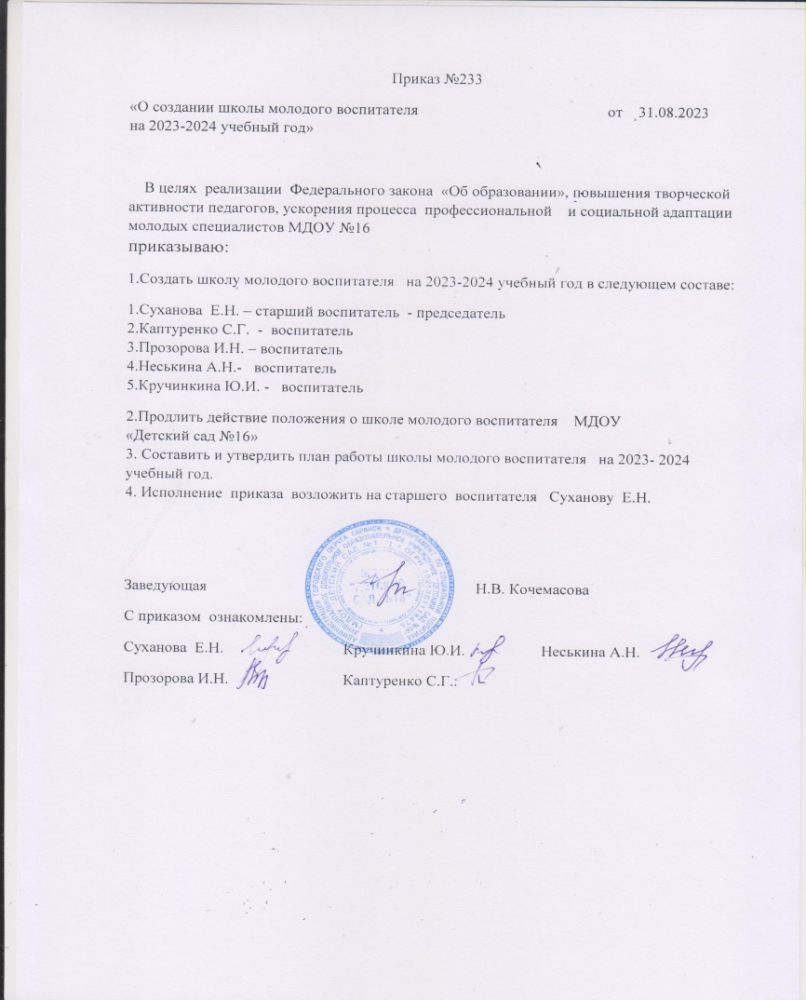 Приказ №233
«О создании школы молодого воспитателя от 31.08.2023
на 2023-2024 учебный год»
В целях реализации Федерального закона «Об образовании», повышения творческой
активности педагогов, ускорения процесса профессиональной и социальной адаптации
молодых специалистов МДОУ №16
приказываю:
1.Создать школу молодого воспитателя на 2023-2024 учебный год в следующем составе:
1.Суханова Е.Н. – старший воспитатель - председатель
2.Каптуренко С.Г. - воспитатель
3.Прозорова И.Н. – воспитатель
4.Неськина А.Н.- воспитатель
5.Кручинкина Ю.И. - воспитатель
2.Продлить действие положения о школе молодого воспитателя МДОУ
«Детский сад №16»
3. Составить и утвердить план работы школы молодого воспитателя на 2023- 2024
учебный год.
4. Исполнение приказа возложить на старшего воспитателя Суханову Е.Н.
Заведующая Н.В. Кочемасова
С приказом ознакомлены:
Суханова Е.Н. Кручинкина Ю.И. Неськина А.Н.
Прозорова И.Н. Каптуренко С.Г.: